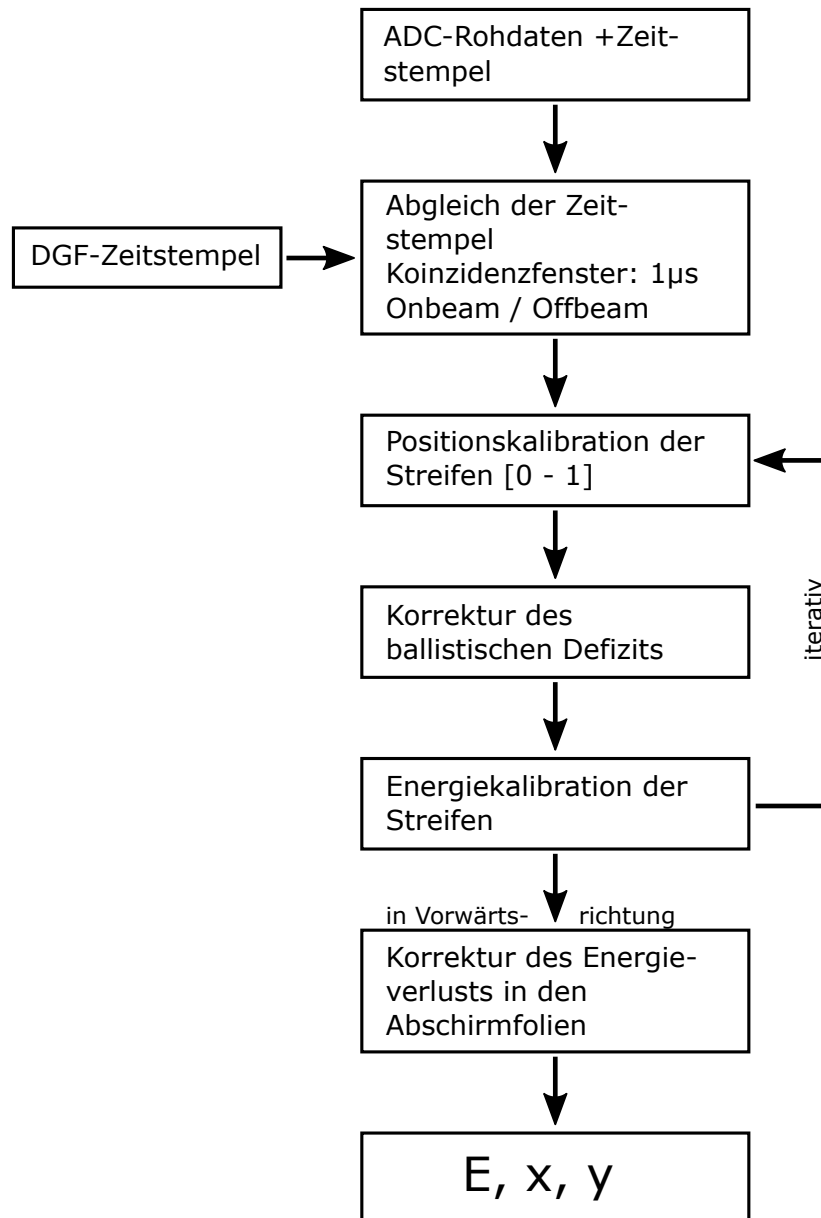 ADC-Rohdaten +Zeit-
stempel
DGF-Zeitstempel
Abgleich der Zeit-
stempel
Koinzidenzfenster: 1µs
Onbeam / Offbeam
Positionskalibration der
Streifen [0 - 1]
iterativ
Korrektur des
ballistischen Defizits
Energiekalibration der
Streifen
in Vorwärts- richtung
Korrektur des Energie-
verlusts in den
Abschirmfolien
E, x, y